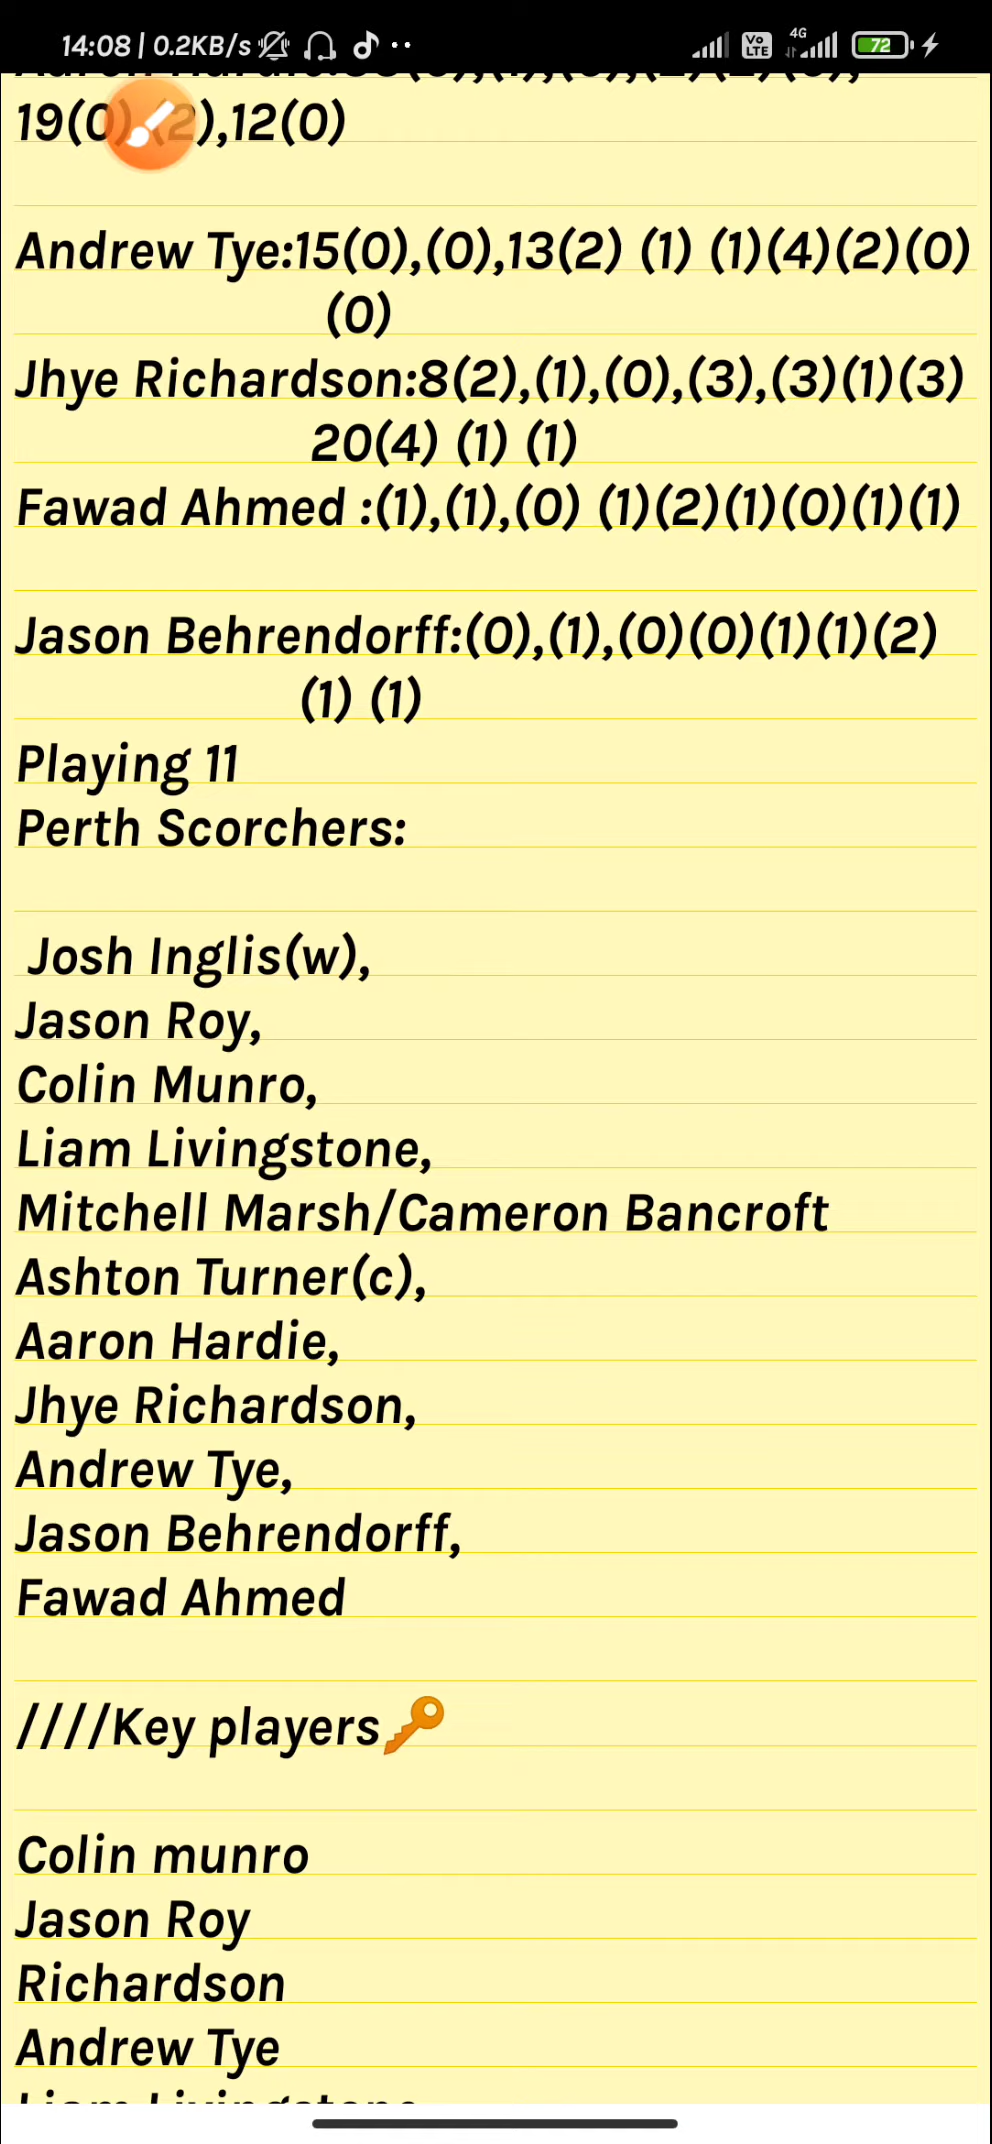 14:08 | 0.2KB/s
4G
Vo LTE
72
19(0),(2),12(0)
Andrew Tye:15(0),(0),13(2) (1) (1)(4)(2)(0)
(0)
Jhye Richardson:8(2),(1),(0),(3),(3)(1)(3)
20(4) (1) (1)
Fawad Ahmed :(1),(1),(0) (1)(2)(1)(0)(1)(1)
Jason Behrendorff:(0),(1),(0)(0)(1)(1)(2)
(1) (1)
Playing 11
Perth Scorchers:
Josh Inglis(w),
Jason Roy,
Colin Munro,
Liam Livingstone,
Mitchell Marsh/Cameron Bancroft
Ashton Turner(c),
Aaron Hardie,
Jhye Richardson,
Andrew Tye,
Jason Behrendorff,
Fawad Ahmed
////Key players🔑
Colin munro
Jason Roy
Richardson
Andrew Tye
Liam Livingstone